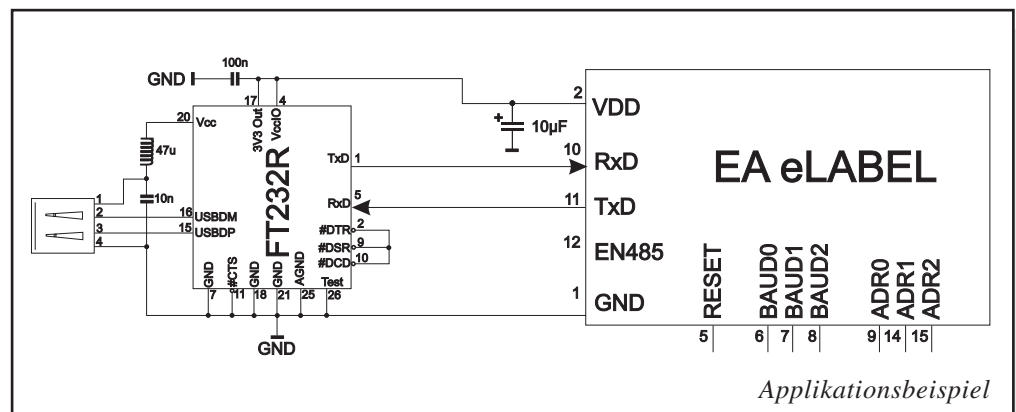 100n
GND
17
4
3V3 Out
VccIO
20
Vcc
47u
10n
1
2
3
4
16
USBDM
15
USBDP
FT232R
TxD
1
RxD
5
#DTR
2
#DSR
9
#DCD
10
GND
7
#CTS
11
GND
18
GND
21
AGND
25
Test
26
GND
+
10µF
2
VDD
10
RxD
11
TxD
12
EN485
1
GND
EA eLABEL
RESET
BAUD0
BAUD1
BAUD2
ADR0
ADR1
ADR2
5
6
7
8
9
14
15
Applikationsbeispiel